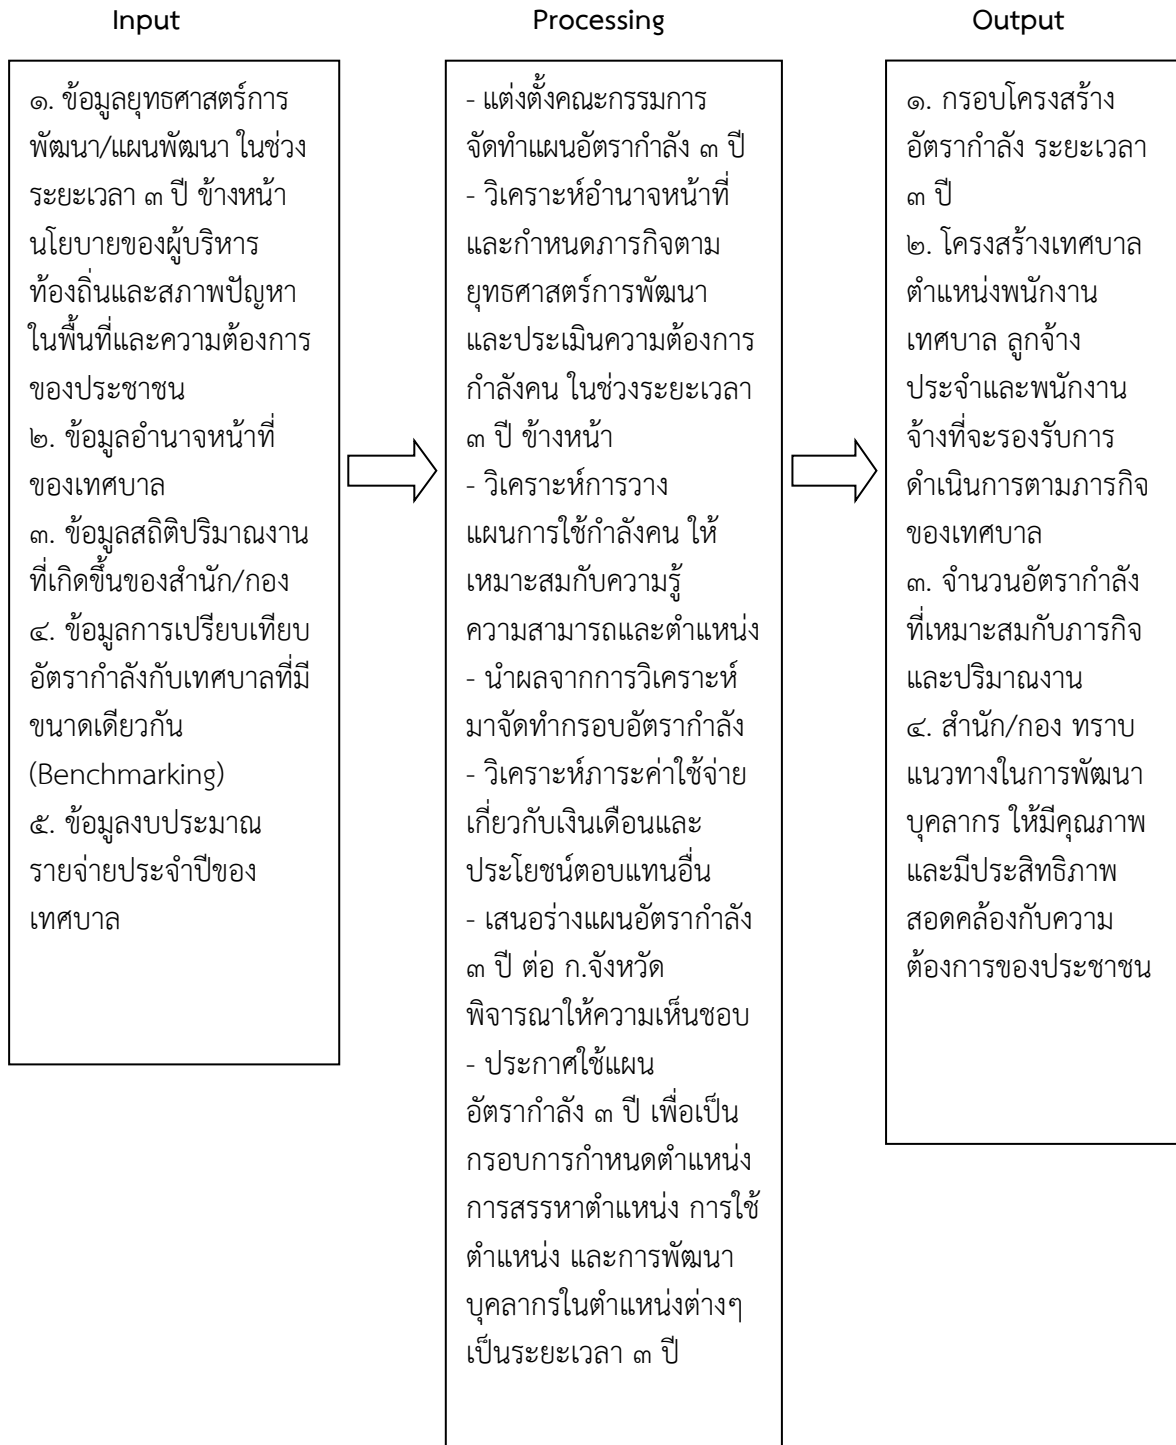 Input
๑. ข้อมูลยุทธศาสตร์การ
พัฒนา/แผนพัฒนา ในช่วง
ระยะเวลา ๓ ปี ข้างหน้า
นโยบายของผู้บริหาร
ท้องถิ่นและสภาพปัญหา
ในพื้นที่และความต้องการ
ของประชาชน
๒. ข้อมูลอำนาจหน้าที่
ของเทศบาล
๓. ข้อมูลสถิติปริมาณงาน
ที่เกิดขึ้นของสำนัก/กอง
๔. ข้อมูลการเปรียบเทียบ
อัตรากำลังกับเทศบาลที่มี
ขนาดเดียวกัน
(Benchmarking)
๕. ข้อมูลงบประมาณ
รายจ่ายประจำปีของ
เทศบาล
Processing
- แต่งตั้งคณะกรรมการ
จัดทำแผนอัตรากำลัง ๓ ปี
- วิเคราะห์อำนาจหน้าที่
และกำหนดภารกิจตาม
ยุทธศาสตร์การพัฒนา
และประเมินความต้องการ
กำลังคน ในช่วงระยะเวลา
๓ ปี ข้างหน้า
- วิเคราะห์การวาง
แผนการใช้กำลังคน ให้
เหมาะสมกับความรู้
ความสามารถและตำแหน่ง
- นำผลจากการวิเคราะห์
มาจัดทำกรอบอัตรากำลัง
- วิเคราะห์ภาระค่าใช้จ่าย
เกี่ยวกับเงินเดือนและ
ประโยชน์ตอบแทนอื่น
- เสนอร่างแผนอัตรากำลัง
๓ ปี ต่อ ก.จังหวัด
พิจารณาให้ความเห็นชอบ
- ประกาศใช้แผน
อัตรากำลัง ๓ ปี เพื่อเป็น
กรอบการกำหนดตำแหน่ง
การสรรหาตำแหน่ง การใช้
ตำแหน่ง และการพัฒนา
บุคลากรในตำแหน่งต่างๆ
เป็นระยะเวลา ๓ ปี
Output
๑. กรอบโครงสร้าง
อัตรากำลัง ระยะเวลา
๓ ปี
๒. โครงสร้างเทศบาล
ตำแหน่งพนักงาน
เทศบาล ลูกจ้าง
ประจำและพนักงาน
จ้างที่จะรองรับการ
ดำเนินการตามภารกิจ
ของเทศบาล
๓. จำนวนอัตรากำลัง
ที่เหมาะสมกับภารกิจ
และปริมาณงาน
๔. สำนัก/กอง ทราบ
แนวทางในการพัฒนา
บุคลากร ให้มีคุณภาพ
และมีประสิทธิภาพ
สอดคล้องกับความ
ต้องการของประชาชน